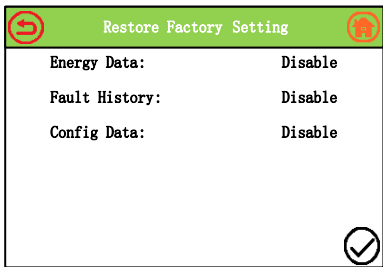 Restore Factory Setting
Energy Data: Disable
Fault History: Disable
Config Data: Disable